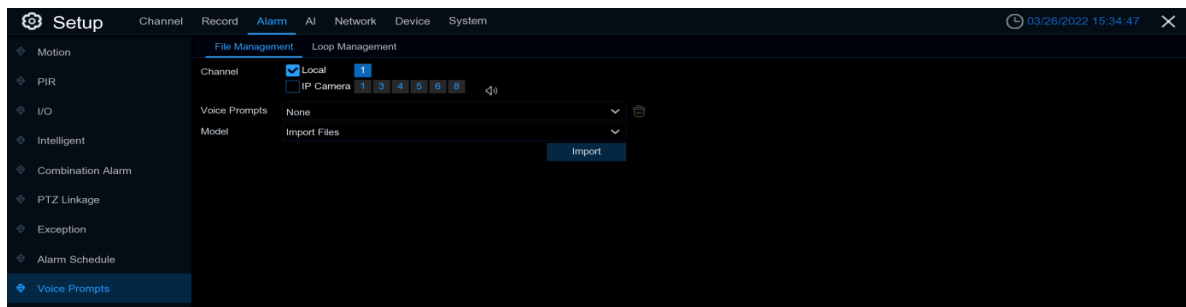 Setup Channel Record Alarm AI Network Device System 03/26/2022 15:34:47
Motion
PIR
I/O
Intelligent
Combination Alarm
PTZ Linkage
Exception
Alarm Schedule
Voice Prompts
File Management Loop Management
Channel Local 1
IP Camera 1 3 4 5 6 8
Voice Prompts None
Model Import Files
Import